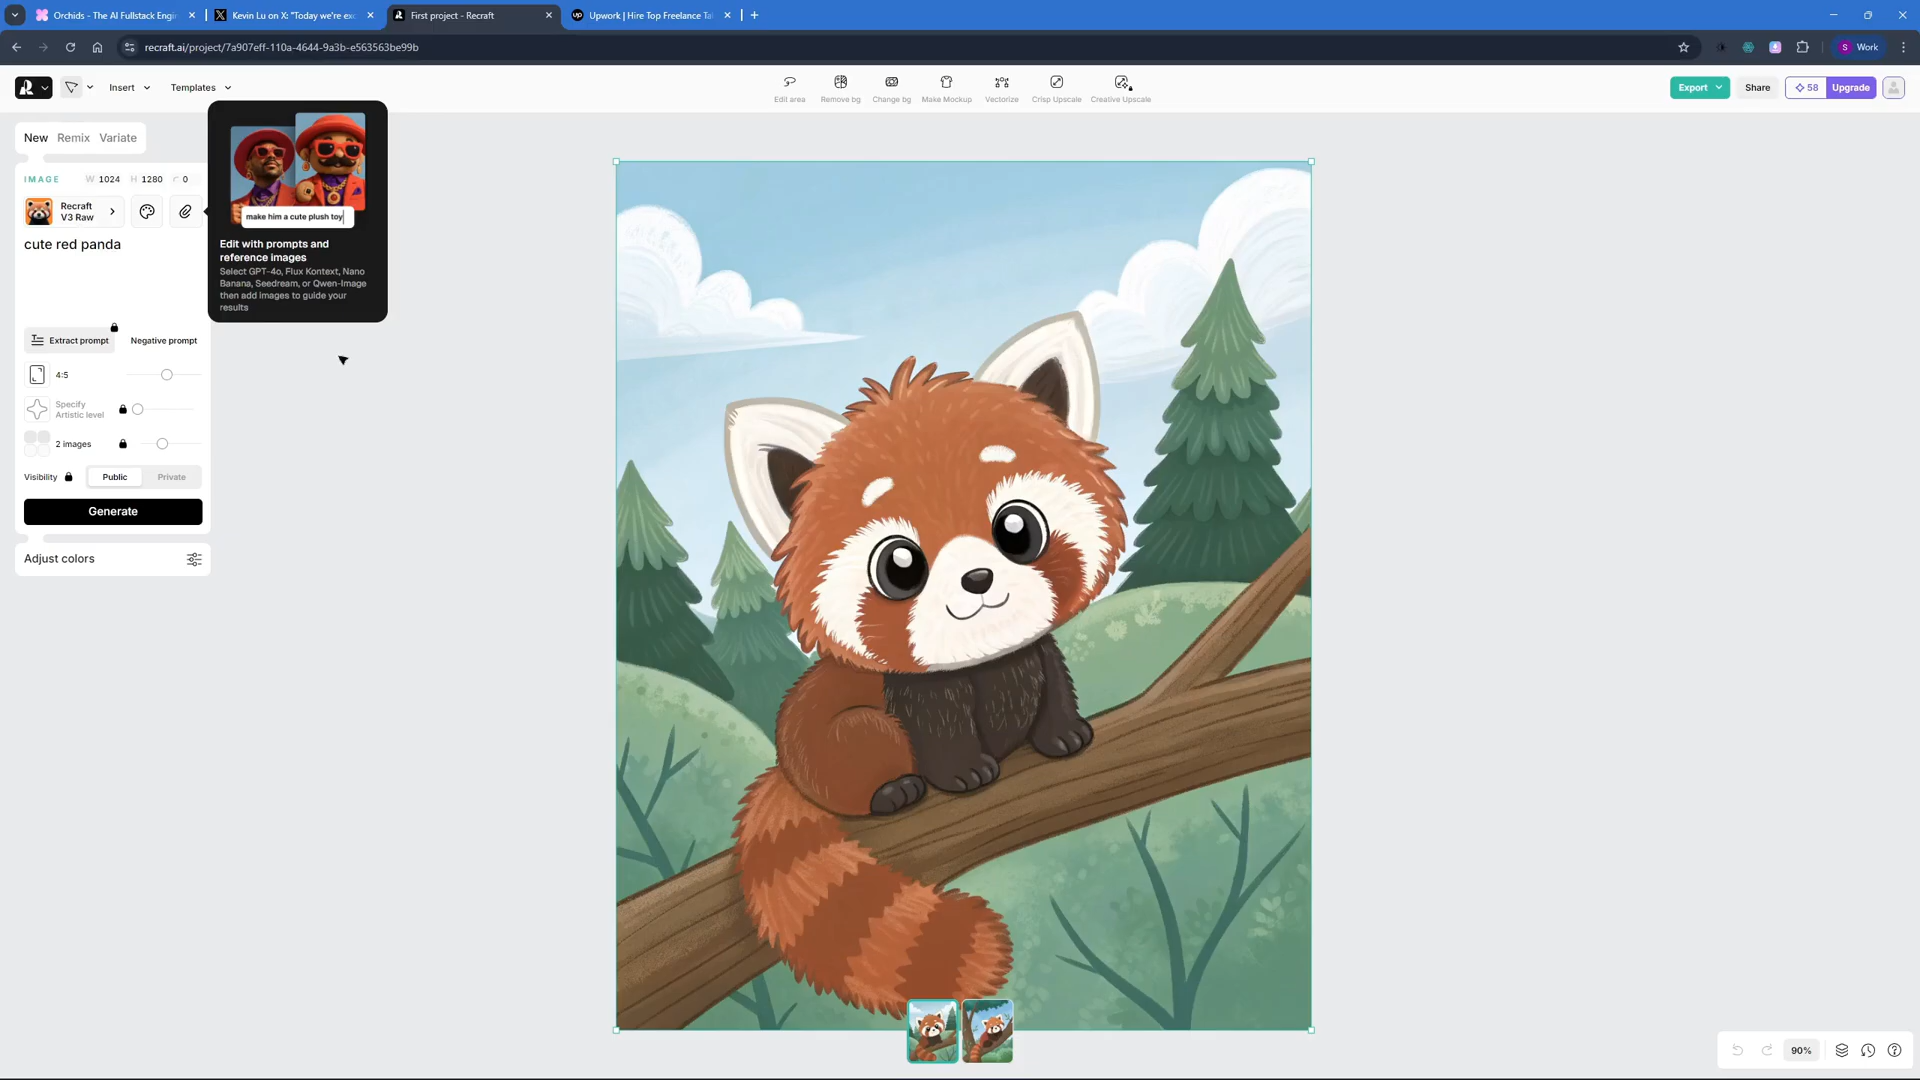 Orchids - The AI Fullstack Engin
Kevin Lu on X: "Today we're exc
First project - Recraft
Upwork | Hire Top Freelance Tal
recraft.ai/project/7a907eff-110a-4644-9a3b-e563563be99b
S Work
Insert
Templates
Edit area
Remove bg
Change bg
Make Mockup
Vectorize
Crisp Upscale
Creative Upscale
Export
Share
58
Upgrade
New
Remix
Variate
IMAGE
W 1024
H 1280
r 0
Recraft
V3 Raw
cute red panda
make him a cute plush toy
Edit with prompts and
reference images
Select GPT-4o, Flux Kontext, Nano
Banana, Seedream, or Qwen-Image
then add images to guide your
results
Extract prompt
Negative prompt
4:5
Specify
Artistic level
2 images
Visibility
Public
Private
Generate
Adjust colors
90%